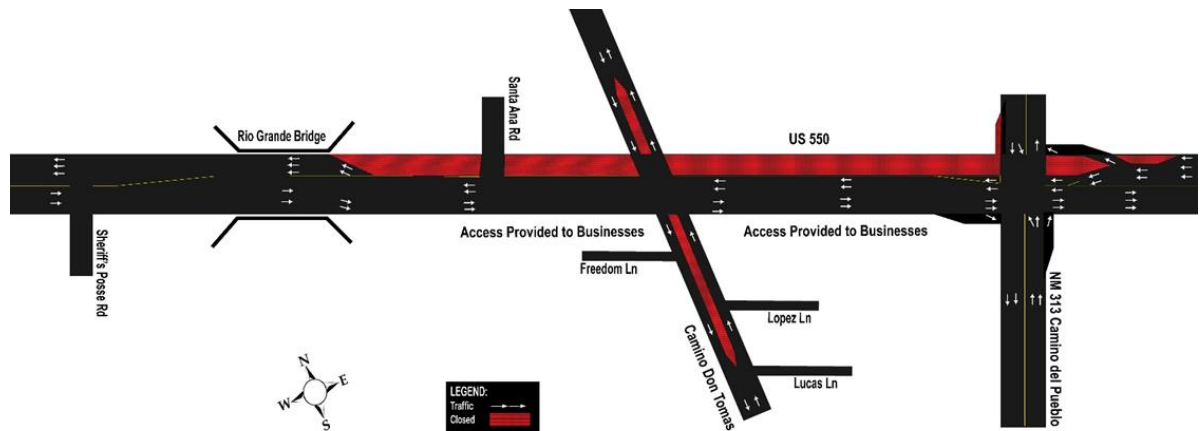 Rio Grande Bridge
Santa Ana Rd
US 550
Sheriff's Posse Rd
Access Provided to Businesses
Access Provided to Businesses
Freedom Ln
Lopez Ln
Lucas Ln
Camino Don Tomas
NM 313 Camino del Pueblo
N
E
W
S
LEGEND:
Traffic
Closed